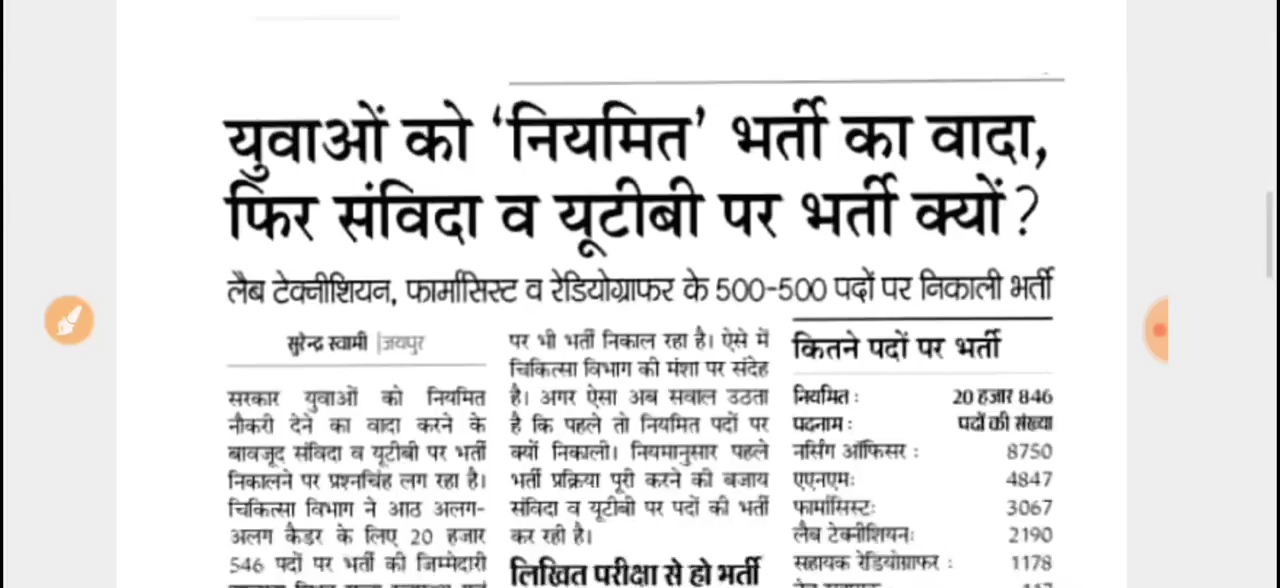 युवाओं को ‘नियमित’ भर्ती का वादा,
फिर संविदा व यूटीबी पर भर्ती क्यों?
लैब टेक्नीशियन, फार्मासिस्ट व रेडियोग्राफर के 500-500 पदों पर निकाली भर्ती
सुरेन्द्र स्वामी | जयपुर
सरकार युवाओं को नियमित
नौकरी देने का वादा करने के
बावजूद संविदा व यूटीबी पर भर्ती
निकालने पर प्रश्नचिंह लग रहा है।
चिकित्सा विभाग ने आठ अलग-
अलग कैडर के लिए 20 हजार
546 पदों पर भर्ती की जिम्मेदारी
पर भी भर्ती निकाल रहा है। ऐसे में
चिकित्सा विभाग की मंशा पर संदेह
है। अगर ऐसा अब सवाल उठता
है कि पहले तो नियमित पदों पर
क्यों निकाली। नियमानुसार पहले
भर्ती प्रक्रिया पूरी करने की बजाय
संविदा व यूटीबी पर पदों की भर्ती
कर रही है।
लिखित परीक्षा से हो भर्ती
कितने पदों पर भर्ती
नियमित : 20 हजार 846
पदनाम : पदों की संख्या
नर्सिंग ऑफिसर : 8750
एएनएम: 4847
फार्मासिस्ट: 3067
लैब टेक्नीशियन: 2190
सहायक रेडियोग्राफर : 1178